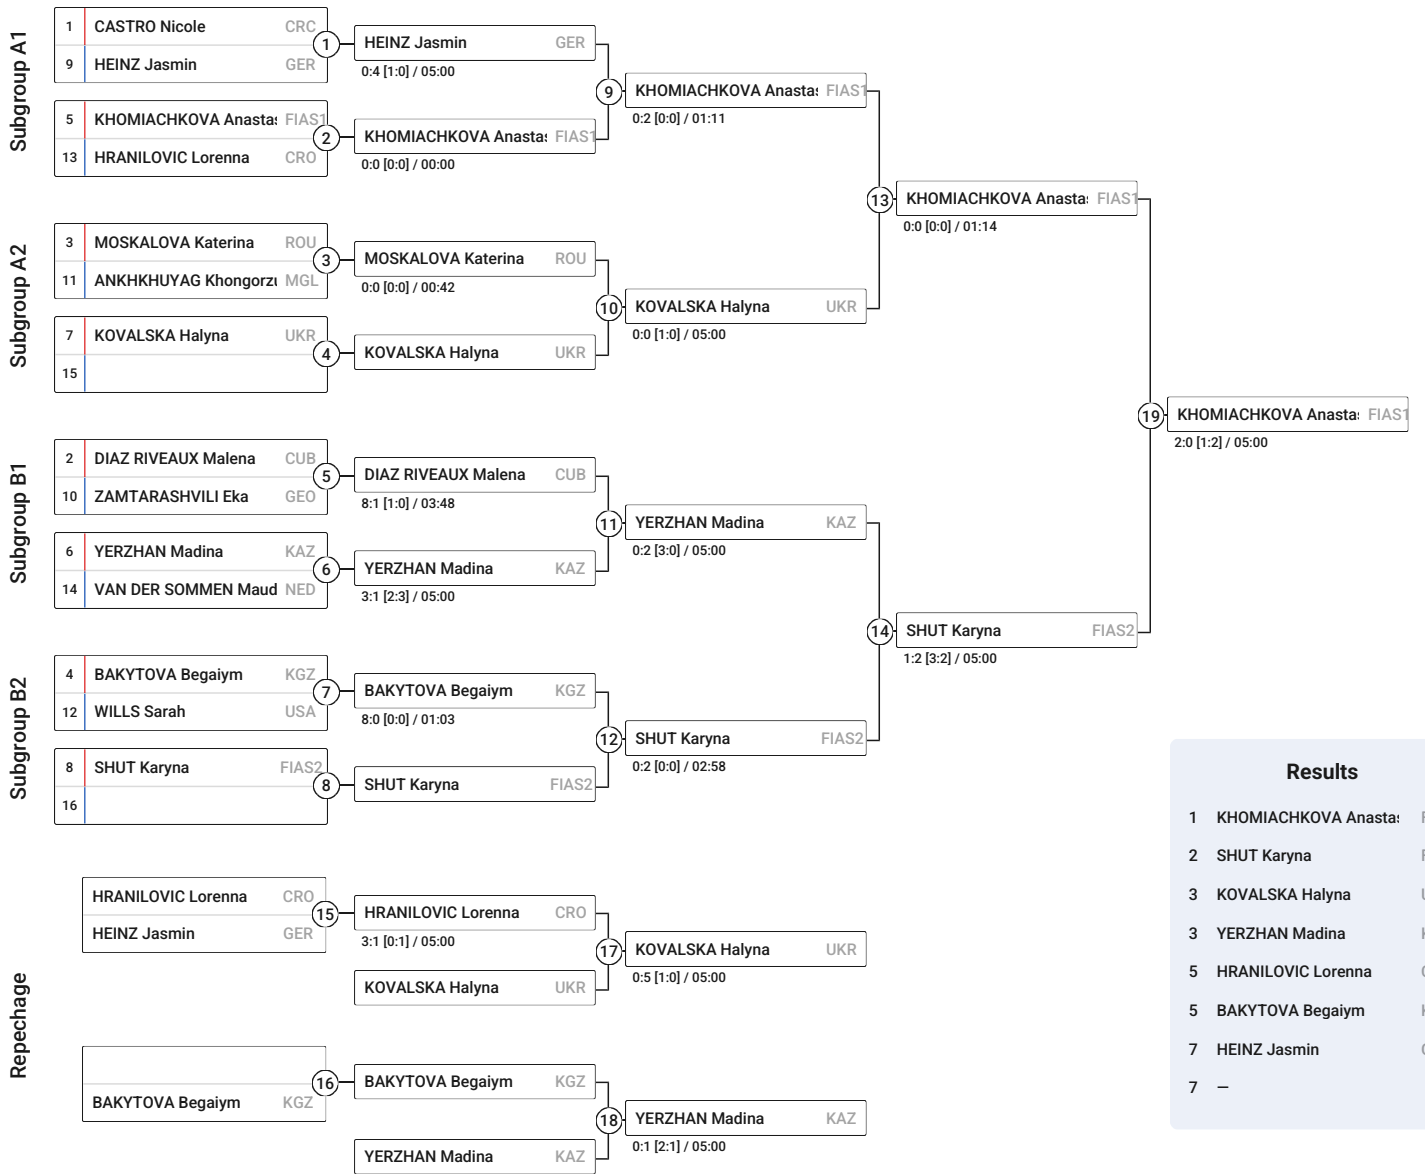 Subgroup A1
1 CASTRO Nicole CRC
9 HEINZ Jasmin GER
1
HEINZ Jasmin GER
0:4 [1:0] / 05:00
5 KHOMIACHKOVA Anastas FIAS1
13 HRANILOVIC Lorenna CRO
2
KHOMIACHKOVA Anastas FIAS1
0:0 [0:0] / 00:00
9
KHOMIACHKOVA Anastas FIAS1
0:2 [0:0] / 01:11
Subgroup A2
3 MOSKALOVA Katerina ROU
11 ANKHKHUYAG Khongorzu MGL
3
MOSKALOVA Katerina ROU
0:0 [0:0] / 00:42
7 KOVALSKA Halyna UKR
15
4
KOVALSKA Halyna UKR
10
KOVALSKA Halyna UKR
0:0 [1:0] / 05:00
13
KHOMIACHKOVA Anastas FIAS1
0:0 [0:0] / 01:14
Subgroup B1
2 DIAZ RIVEAUX Malena CUB
10 ZAMTARASHVILI Eka GEO
5
DIAZ RIVEAUX Malena CUB
8:1 [1:0] / 03:48
6 YERZHAN Madina KAZ
14 VAN DER SOMMEN Maud NED
6
YERZHAN Madina KAZ
3:1 [2:3] / 05:00
11
YERZHAN Madina KAZ
0:2 [3:0] / 05:00
Subgroup B2
4 BAKYTOVA Begaiym KGZ
12 WILLS Sarah USA
7
BAKYTOVA Begaiym KGZ
8:0 [0:0] / 01:03
8 SHUT Karyna FIAS2
16
8
SHUT Karyna FIAS2
12
SHUT Karyna FIAS2
0:2 [0:0] / 02:58
14
SHUT Karyna FIAS2
1:2 [3:2] / 05:00
19
KHOMIACHKOVA Anastas FIAS1
2:0 [1:2] / 05:00
Repechage
HRANILOVIC Lorenna CRO
HEINZ Jasmin GER
15
HRANILOVIC Lorenna CRO
3:1 [0:1] / 05:00
KOVALSKA Halyna UKR
17
KOVALSKA Halyna UKR
0:5 [1:0] / 05:00
BAKYTOVA Begaiym KGZ
16
BAKYTOVA Begaiym KGZ
YERZHAN Madina KAZ
18
YERZHAN Madina KAZ
0:1 [2:1] / 05:00
Results
1 KHOMIACHKOVA Anastas
2 SHUT Karyna
3 KOVALSKA Halyna
3 YERZHAN Madina
5 HRANILOVIC Lorenna
5 BAKYTOVA Begaiym
7 HEINZ Jasmin
7 —